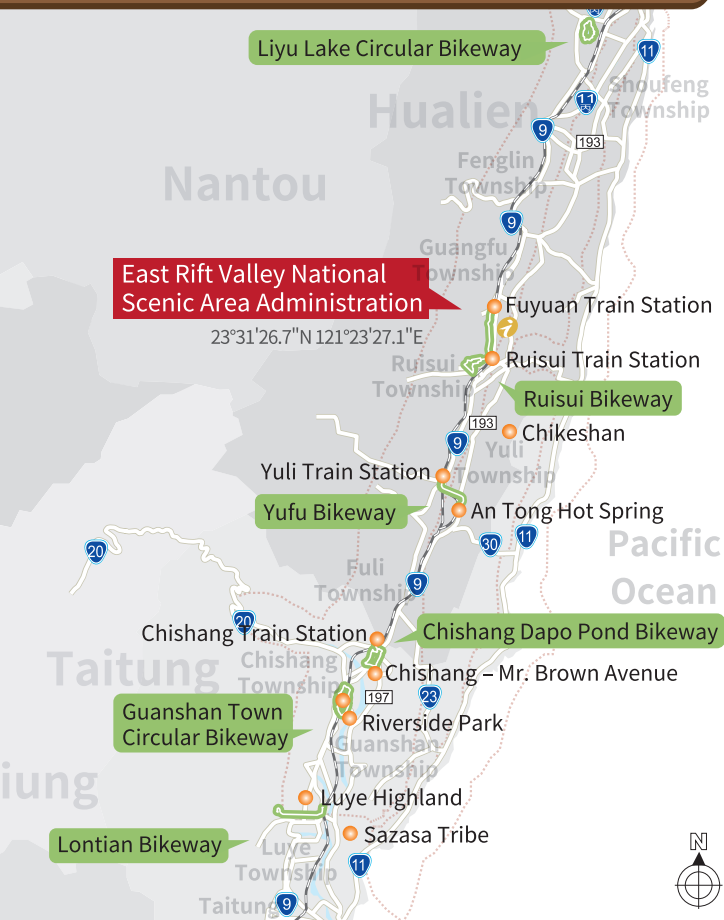 Liyu Lake Circular Bikeway
11
Shoufeng
Township
11
丙
Hualien
9
193
Fenglin
Township
Nantou
9
Guangfu
Township
East Rift Valley National
Scenic Area Administration
Fuyuan Train Station
23°31'26.7"N 121°23'27.1"E
Ruisui Train Station
Ruisui
Township
Ruisui Bikeway
193
9
Chikeshan
Yuli
Township
Yuli Train Station
Yufu Bikeway
An Tong Hot Spring
20
30
11
Pacific
Ocean
Fuli
Township
9
20
Chishang Train Station
Chishang Dapo Pond Bikeway
Taitung
Chishang
Township
Chishang – Mr. Brown Avenue
197
23
Guanshan Town
Circular Bikeway
Riverside Park
Guanshan
Township
iung
Luye Highland
Lontian Bikeway
Sazasa Tribe
Luye
Township
11
N
Taitung
9